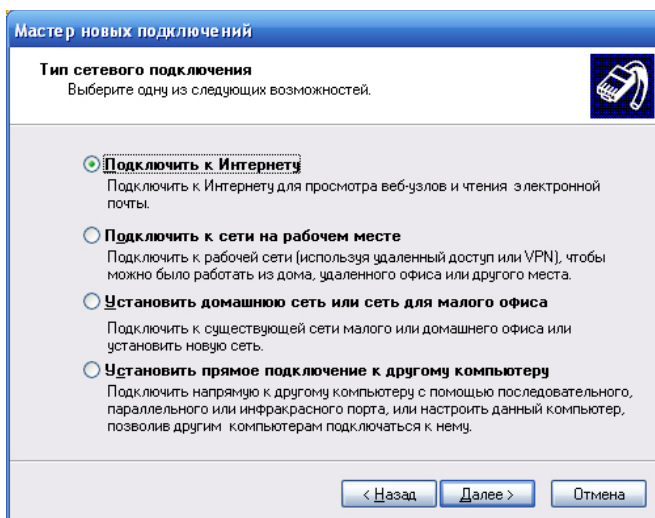 Мастер новых подключений
Тип сетевого подключения
Выберите одну из следующих возможностей.
Подключить к Интернету
Подключить к Интернету для просмотра веб-узлов и чтения электронной
почты.
Подключить к сети на рабочем месте
Подключить к рабочей сети (используя удаленный доступ или VPN), чтобы
можно было работать из дома, удаленного офиса или другого места.
Установить домашнюю сеть или сеть для малого офиса
Подключить к существующей сети малого или домашнего офиса или
установить новую сеть.
Установить прямое подключение к другому компьютеру
Подключить напрямую к другому компьютеру с помощью последовательного,
параллельного или инфракрасного порта, или настроить данный компьютер,
позволив другим компьютерам подключаться к нему.
< Назад Далее > Отмена